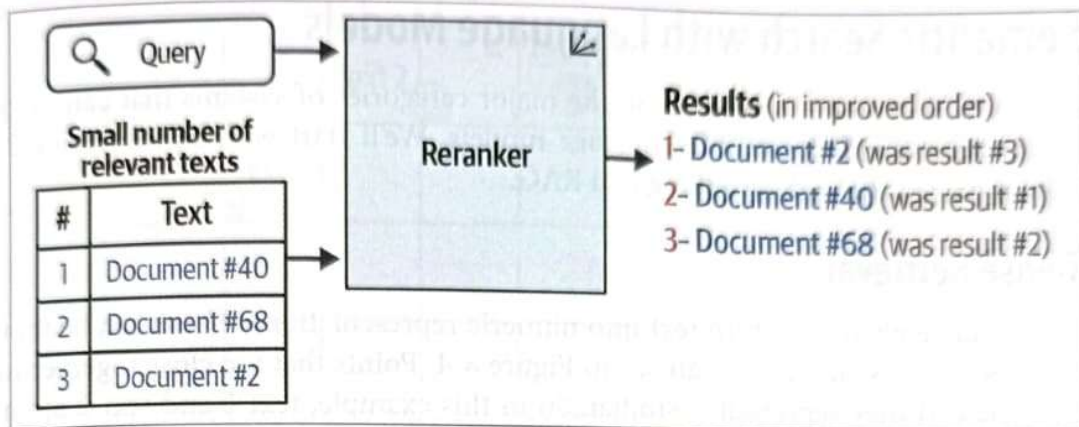 Query
Small number of
relevant texts
# Text
1 Document #40
2 Document #68
3 Document #2
Reranker
Results (in improved order)
1- Document #2 (was result #3)
2- Document #40 (was result #1)
3- Document #68 (was result #2)